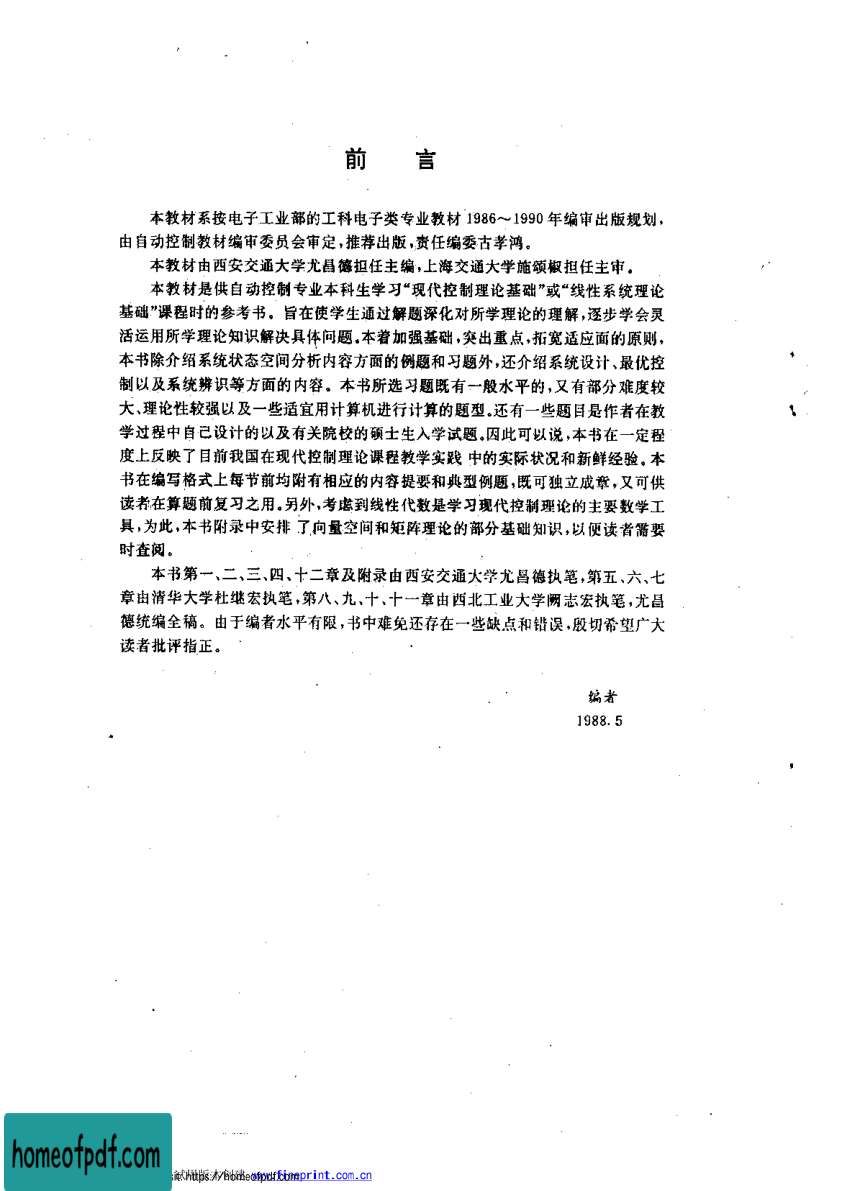 前 言
本教材系按电子工业部的工科电子类专业教材 1986～1990 年编审出版规划，
由自动控制教材编审委员会审定，推荐出版，责任编委古孝鸿。
本教材由西安交通大学尤昌德担任主编，上海交通大学施颂椒担任主审。
本教材是供自动控制专业本科生学习“现代控制理论基础”或“线性系统理论
基础”课程时的参考书。旨在使学生通过解题深化对所学理论的理解，逐步学会灵
活运用所学理论知识解决具体问题。本着加强基础，突出重点，拓宽适应面的原则，
本书除介绍系统状态空间分析内容方面的例题和习题外，还介绍系统设计、最优控
制以及系统辨识等方面的内容。本书所选习题既有一般水平的，又有部分难度较
大、理论性较强以及一些适宜用计算机进行计算的题型。还有一些题目是作者在教
学过程中自己设计的以及有关院校的硕士生入学试题。因此可以说，本书在一定程
度上反映了目前我国在现代控制理论课程教学实践 中的实际状况和新鲜经验。本
书在编写格式上每节前均附有相应的内容提要和典型例题，既可独立成章，又可供
读者在算题前复习之用。另外，考虑到线性代数是学习现代控制理论的主要数学工
具，为此，本书附录中安排 了向量空间和矩阵理论的部分基础知识，以便读者需要
时查阅。
本书第一、二、三、四、十二章及附录由西安交通大学尤昌德执笔，第五、六、七
章由清华大学杜继宏执笔，第八、九、十、十一章由西北工业大学阙志宏执笔，尤昌
德统编全稿。由于编者水平有限，书中难免还存在一些缺点和错误，殷切希望广大
读者批评指正。
编者
1988.5
homeofpdf.com
https://homeofpdf.com
fineprint.com.cn